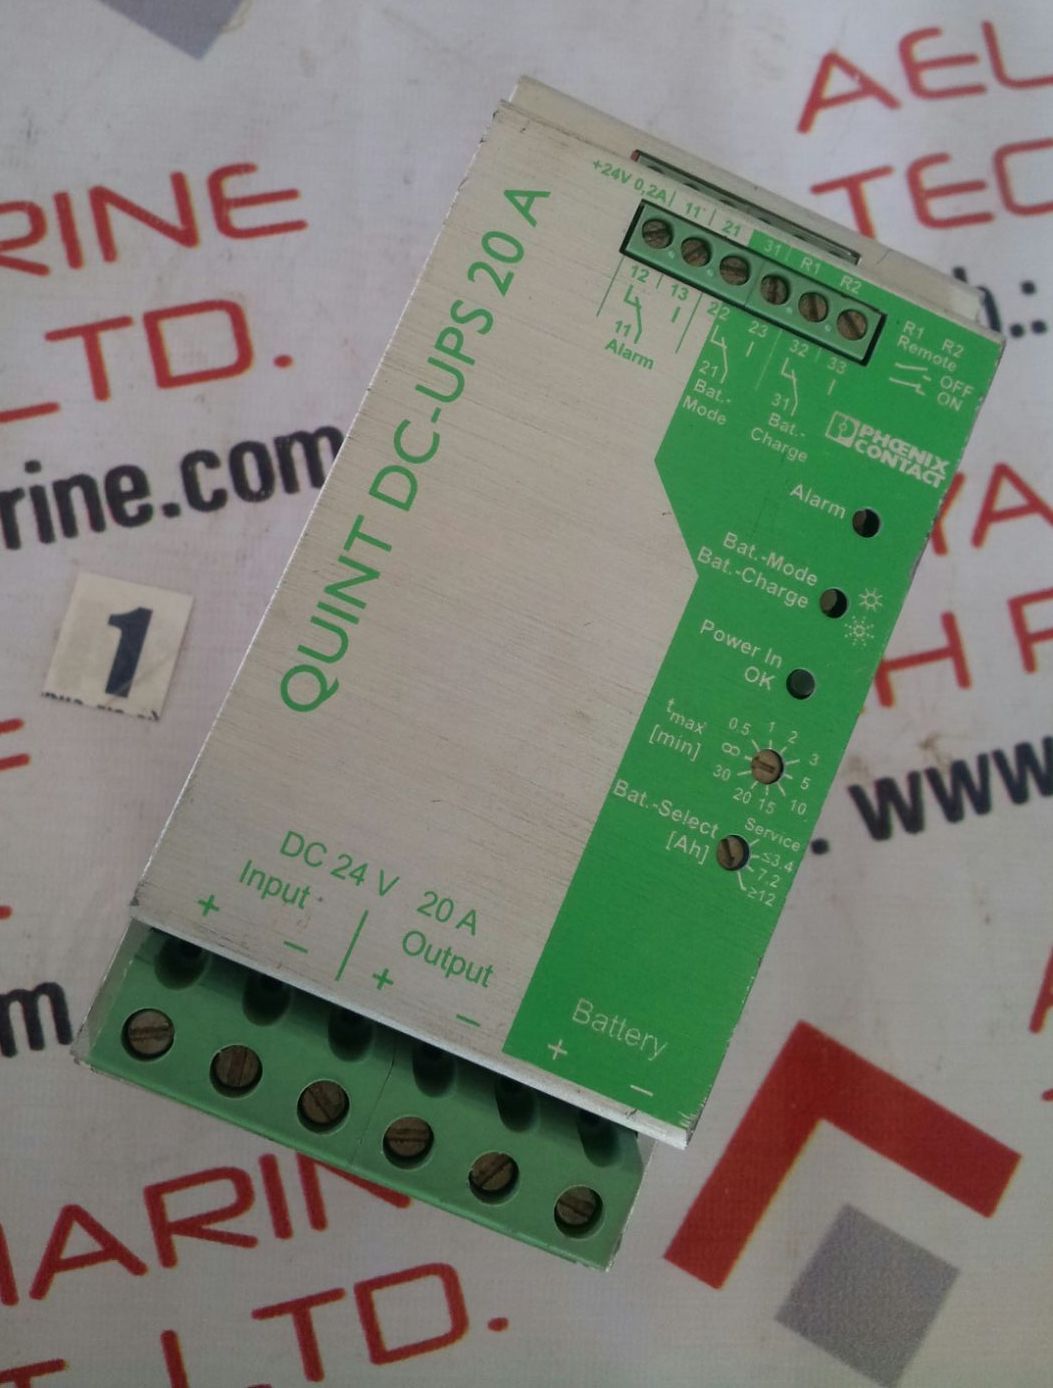 AEL
TEC
RINE
LTD.
rine.com
1
+24V 0,2A 11 21 31 R1 R2
12 13 22 23 32 33
11
Alarm
21
Bat.-
Mode
31
Bat.-
Charge
R1 R2
Remote
OFF
ON
PHŒNIX
CONTACT
QUINT DC-UPS 20 A
Alarm
Bat.-Mode
Bat.-Charge
Power In
OK
tmax
[min]
0.5 1 2 3 5 10 15 20 30 ∞
Bat.-Select
[Ah]
Service
≤3.4
7.2
≥12
DC 24 V 20 A
Input Output
+ − + −
Battery
+ −
YA
H
www
m
MARIN
LTD.